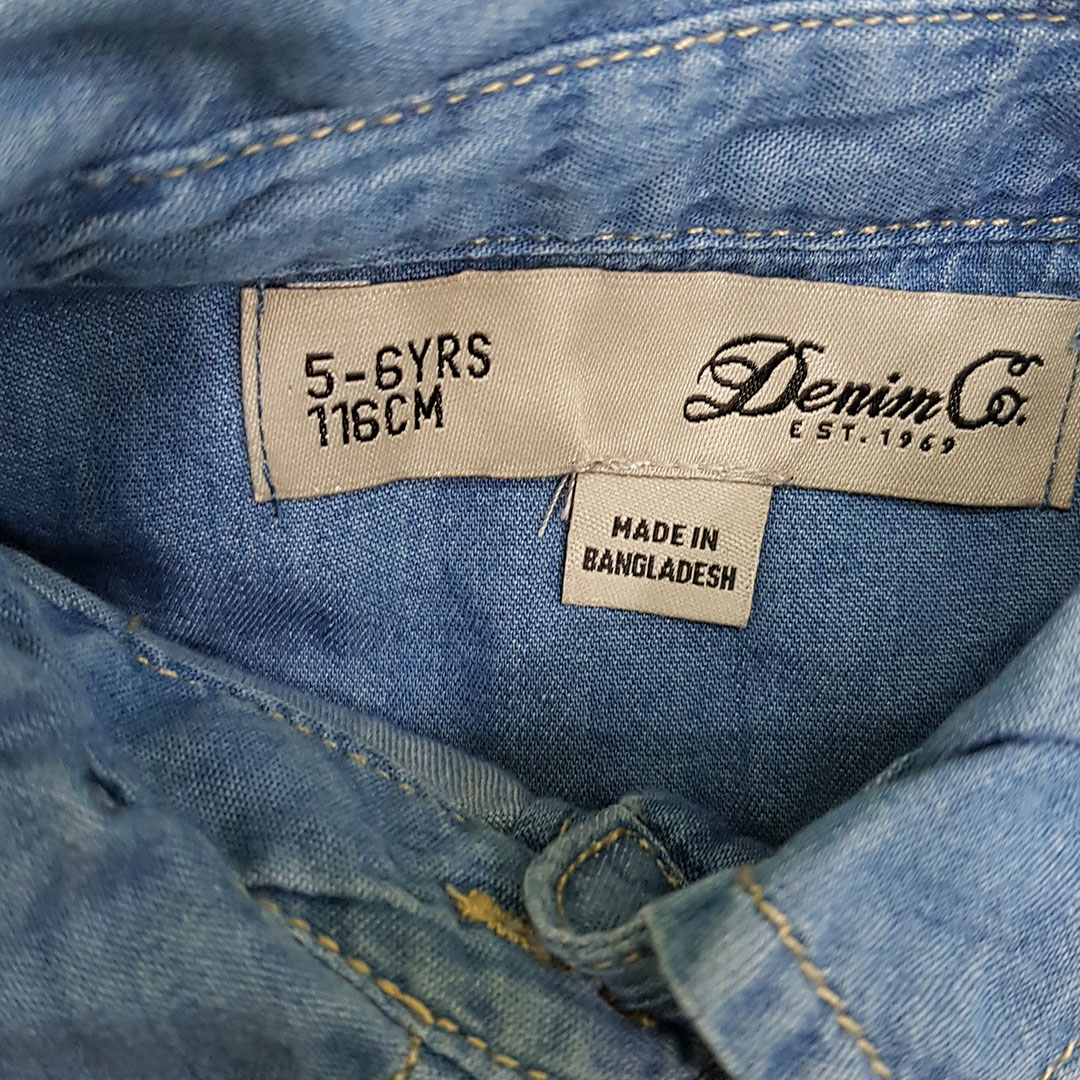 5-6YRS
116CM
Denim Co.
EST. 1969
MADE IN
BANGLADESH